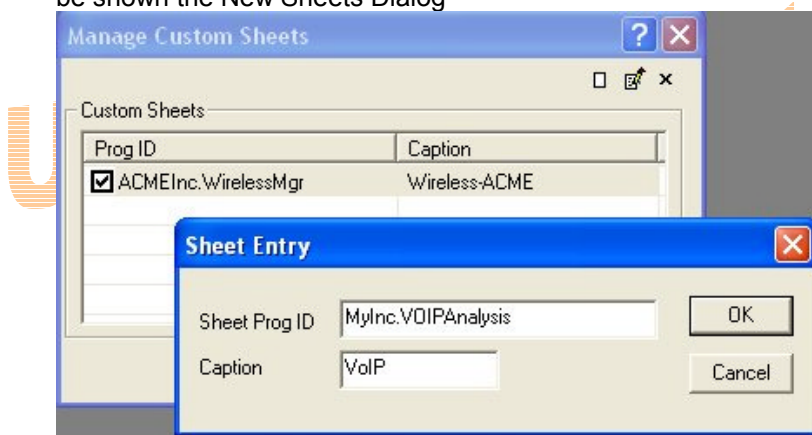 be shown the New Sheets Dialog
Manage Custom Sheets
Custom Sheets
Prog ID Caption
ACMEInc.WirelessMgr Wireless-ACME
Sheet Entry
Sheet Prog ID MyInc.VOIPAnalysis OK
Caption VoIP Cancel